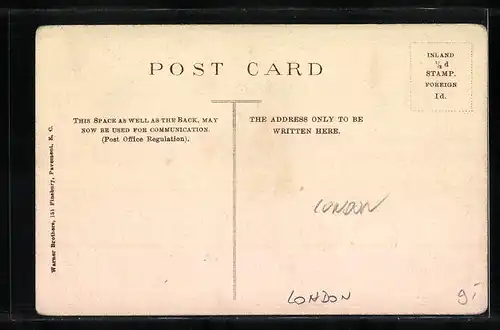 POST CARD
INLAND
½d
STAMP.
FOREIGN
1d.
THIS SPACE AS WELL AS THE BACK, MAY
NOW BE USED FOR COMMUNICATION.
(Post Office Regulation).
THE ADDRESS ONLY TO BE
WRITTEN HERE.
Warner Brothers, 151 Finsbury, Pavement, E. C.
LONDON
LONDON
9,-